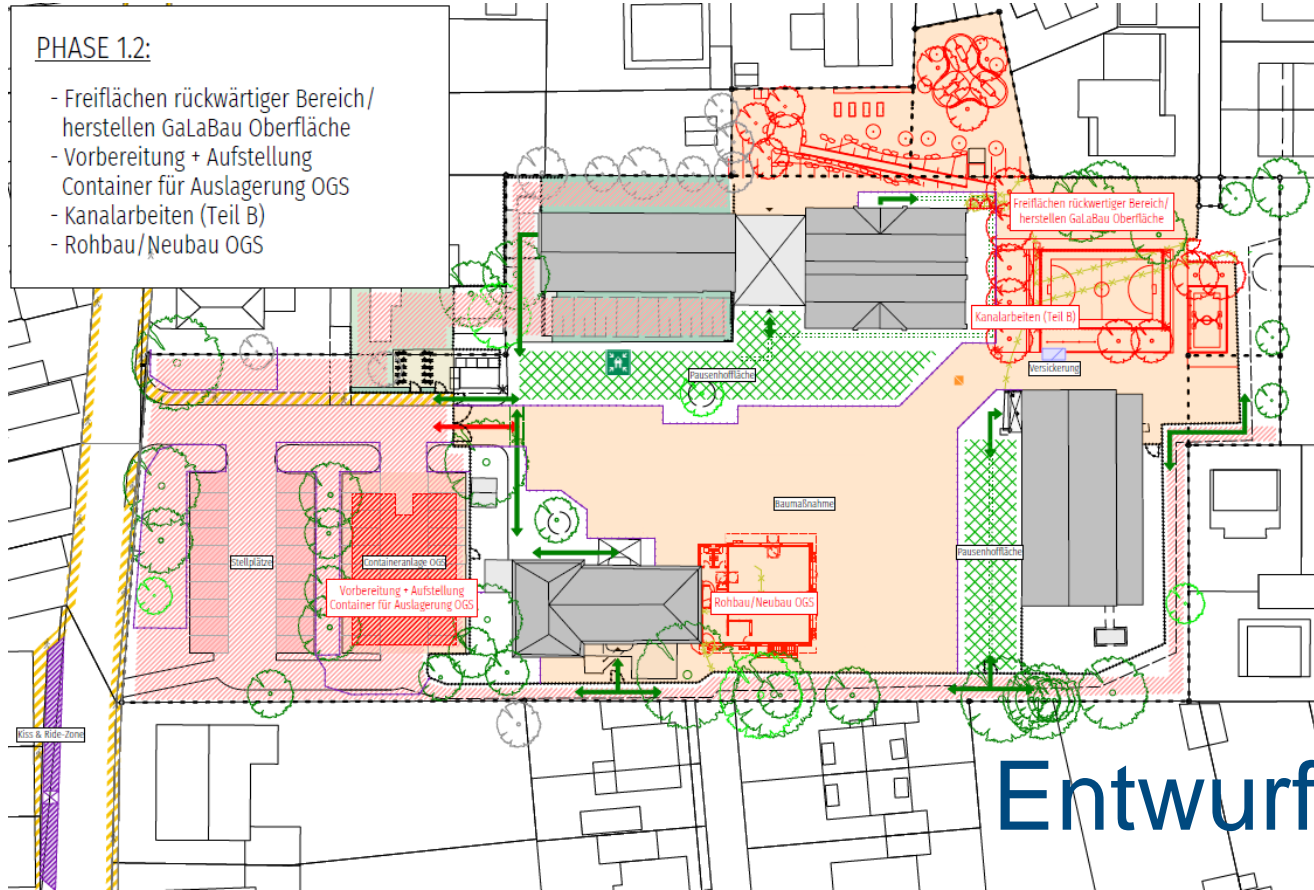 PHASE 1.2:
- Freiflächen rückwärtiger Bereich/
herstellen GaLaBau Oberfläche
- Vorbereitung + Aufstellung
Container für Auslagerung OGS
- Kanalarbeiten (Teil B)
- Rohbau/Neubau OGS
Freiflächen rückwertiger Bereich/
herstellen GaLaBau Oberfläche
Kanalarbeiten (Teil B)
Versickerung
Pausenhoffläche
Baumaßnahme
Pausenhoffläche
Stellplätze
Containeranlage OGS
Vorbereitung + Aufstellung
Container für Auslagerung OGS
Rohbau/Neubau OGS
Kiss & Ride-Zone
Entwurf